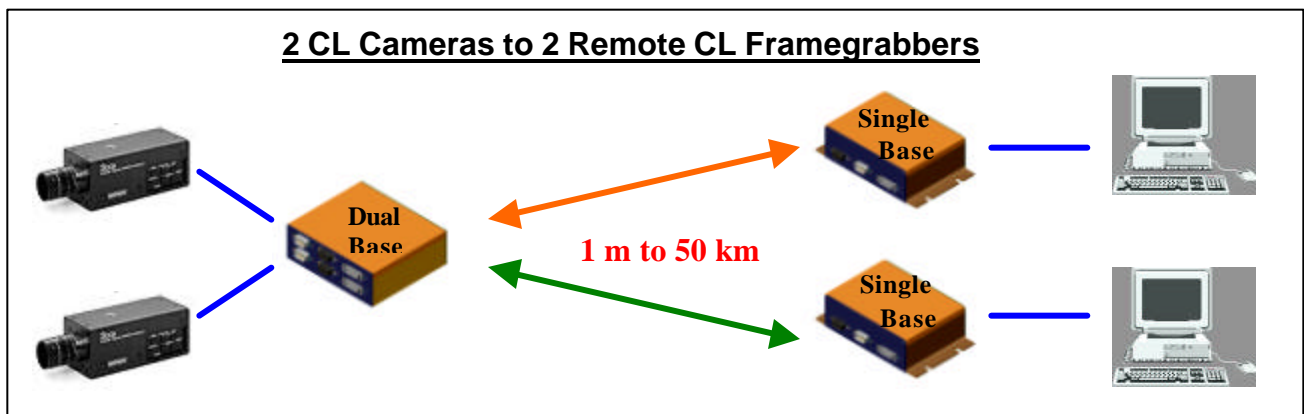 2 CL Cameras to 2 Remote CL Framegrabbers
Single
Base
Dual
Base
1 m to 50 km
Single
Base